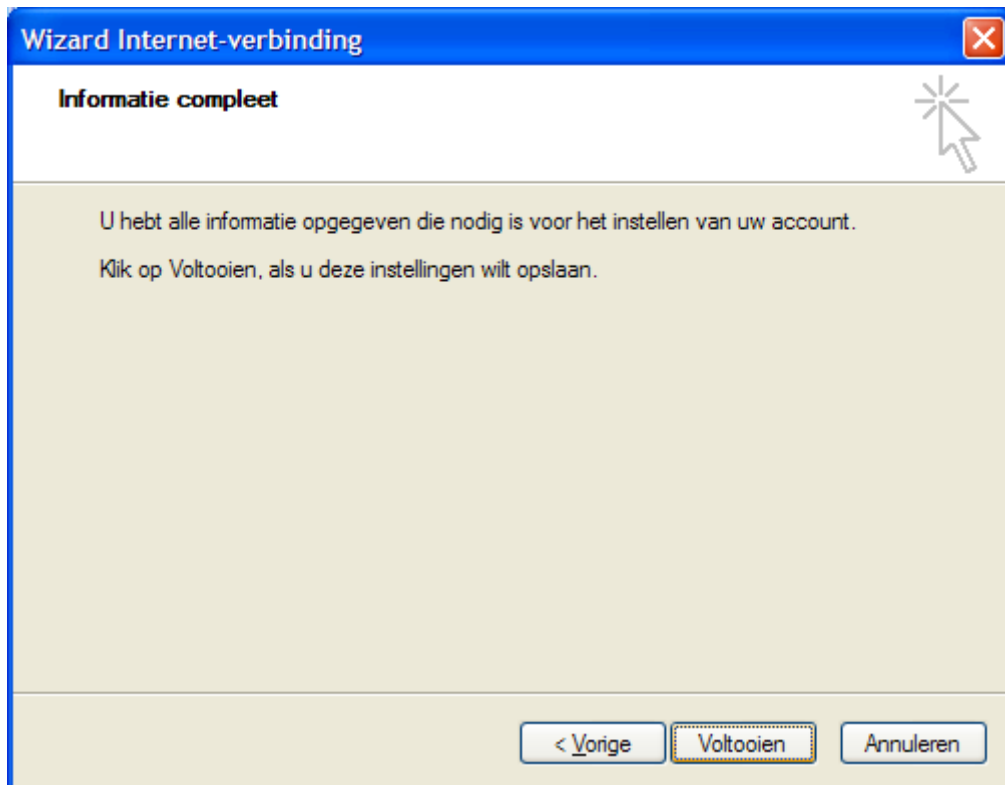 Wizard Internet-verbinding
Informatie compleet
U hebt alle informatie opgegeven die nodig is voor het instellen van uw account.
Klik op Voltooien, als u deze instellingen wilt opslaan.
< Vorige
Voltooien
Annuleren